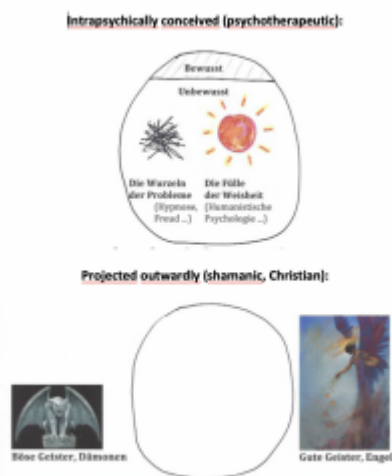 Intrapsychically conceived (psychotherapeutic):
Bewusst
Unbewusst
Die Wurzeln
der Probleme
(Hypnose,
Freud ...)
Die Fülle
der Weisheit
(Humanistische
Psychologie ...)
Projected outwardly (shamanic, Christian):
Böse Geister, Dämonen
Gute Geister, Engel